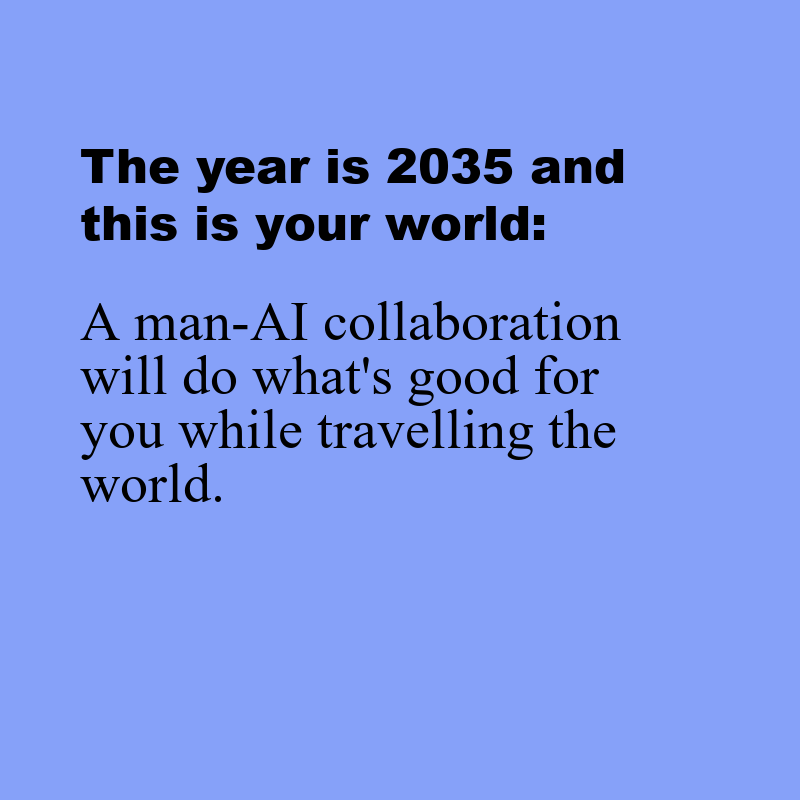 The year is 2035 and
this is your world:
A man-AI collaboration
will do what's good for
you while travelling the
world.